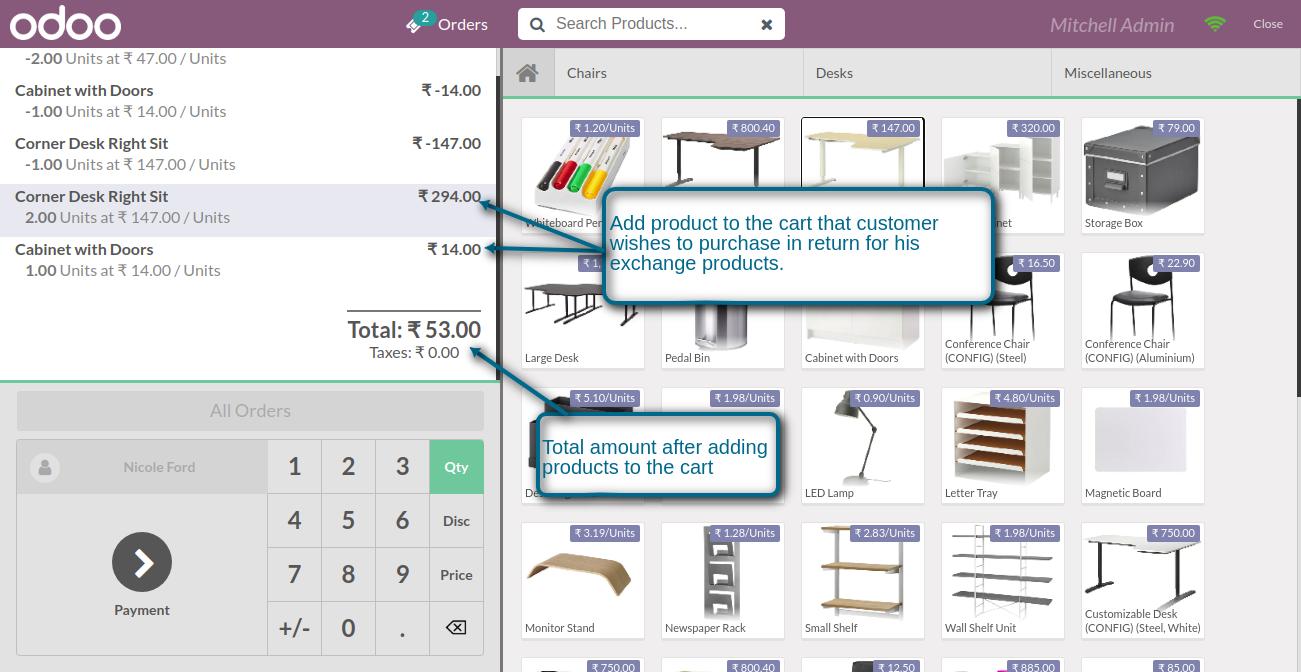 odoo
2
Orders
Search Products...
Mitchell Admin
Close
-2.00 Units at ₹ 47.00 / Units
Cabinet with Doors ₹ -14.00
-1.00 Units at ₹ 14.00 / Units
Corner Desk Right Sit ₹ -147.00
-1.00 Units at ₹ 147.00 / Units
Corner Desk Right Sit ₹ 294.00
2.00 Units at ₹ 147.00 / Units
Cabinet with Doors ₹ 14.00
1.00 Units at ₹ 14.00 / Units
Total: ₹ 53.00
Taxes: ₹ 0.00
All Orders
Nicole Ford
1 2 3 Qty
4 5 6 Disc
7 8 9 Price
+/- 0 .
Payment
Chairs
Desks
Miscellaneous
₹ 1.20/Units
₹ 800.40
₹ 147.00
₹ 320.00
₹ 79.00
Whiteboard Pen
Storage Box
Add product to the cart that customer
wishes to purchase in return for his
exchange products.
₹ 16.50
₹ 22.90
Large Desk
Pedal Bin
Cabinet with Doors
Conference Chair
(CONFIG) (Steel)
Conference Chair
(CONFIG) (Aluminium)
₹ 5.10/Units
₹ 1.98/Units
₹ 0.90/Units
₹ 4.80/Units
₹ 1.98/Units
Total amount after adding
products to the cart
LED Lamp
Letter Tray
Magnetic Board
₹ 3.19/Units
₹ 1.28/Units
₹ 2.83/Units
₹ 1.98/Units
₹ 750.00
Monitor Stand
Newspaper Rack
Small Shelf
Wall Shelf Unit
Customizable Desk
(CONFIG) (Steel, White)
₹ 750.00
₹ 800.40
₹ 12.50
₹ 885.00
₹ 85.00